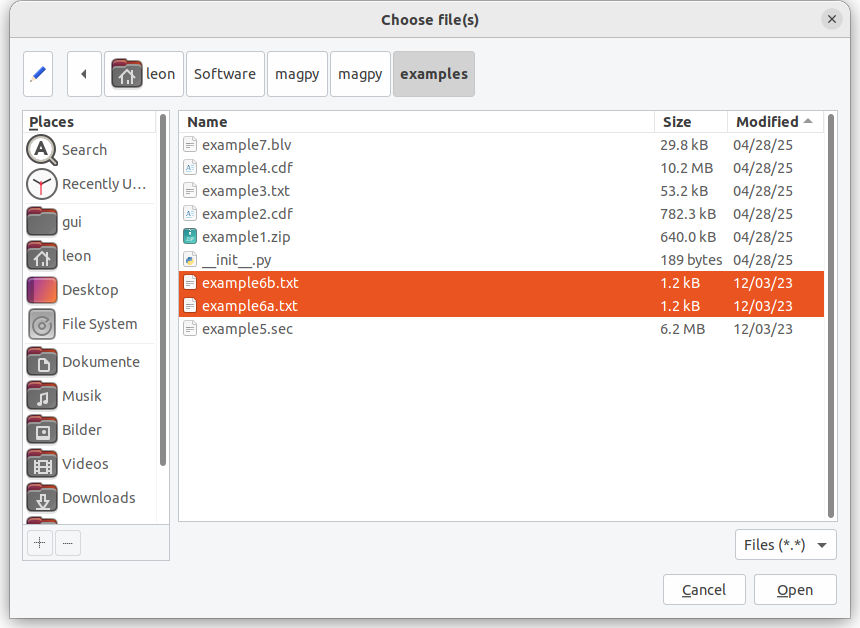 Choose file(s)
leon Software magpy magpy examples
Places
Search
Recently U...
gui
leon
Desktop
File System
Dokumente
Musik
Bilder
Videos
Downloads
Name Size Modified
example7.blv 29.8 kB 04/28/25
example4.cdf 10.2 MB 04/28/25
example3.txt 53.2 kB 04/28/25
example2.cdf 782.3 kB 04/28/25
example1.zip 640.0 kB 04/28/25
__init__.py 189 bytes 04/28/25
example6b.txt 1.2 kB 12/03/23
example6a.txt 1.2 kB 12/03/23
example5.sec 6.2 MB 12/03/23
Files (*.*)
Cancel Open